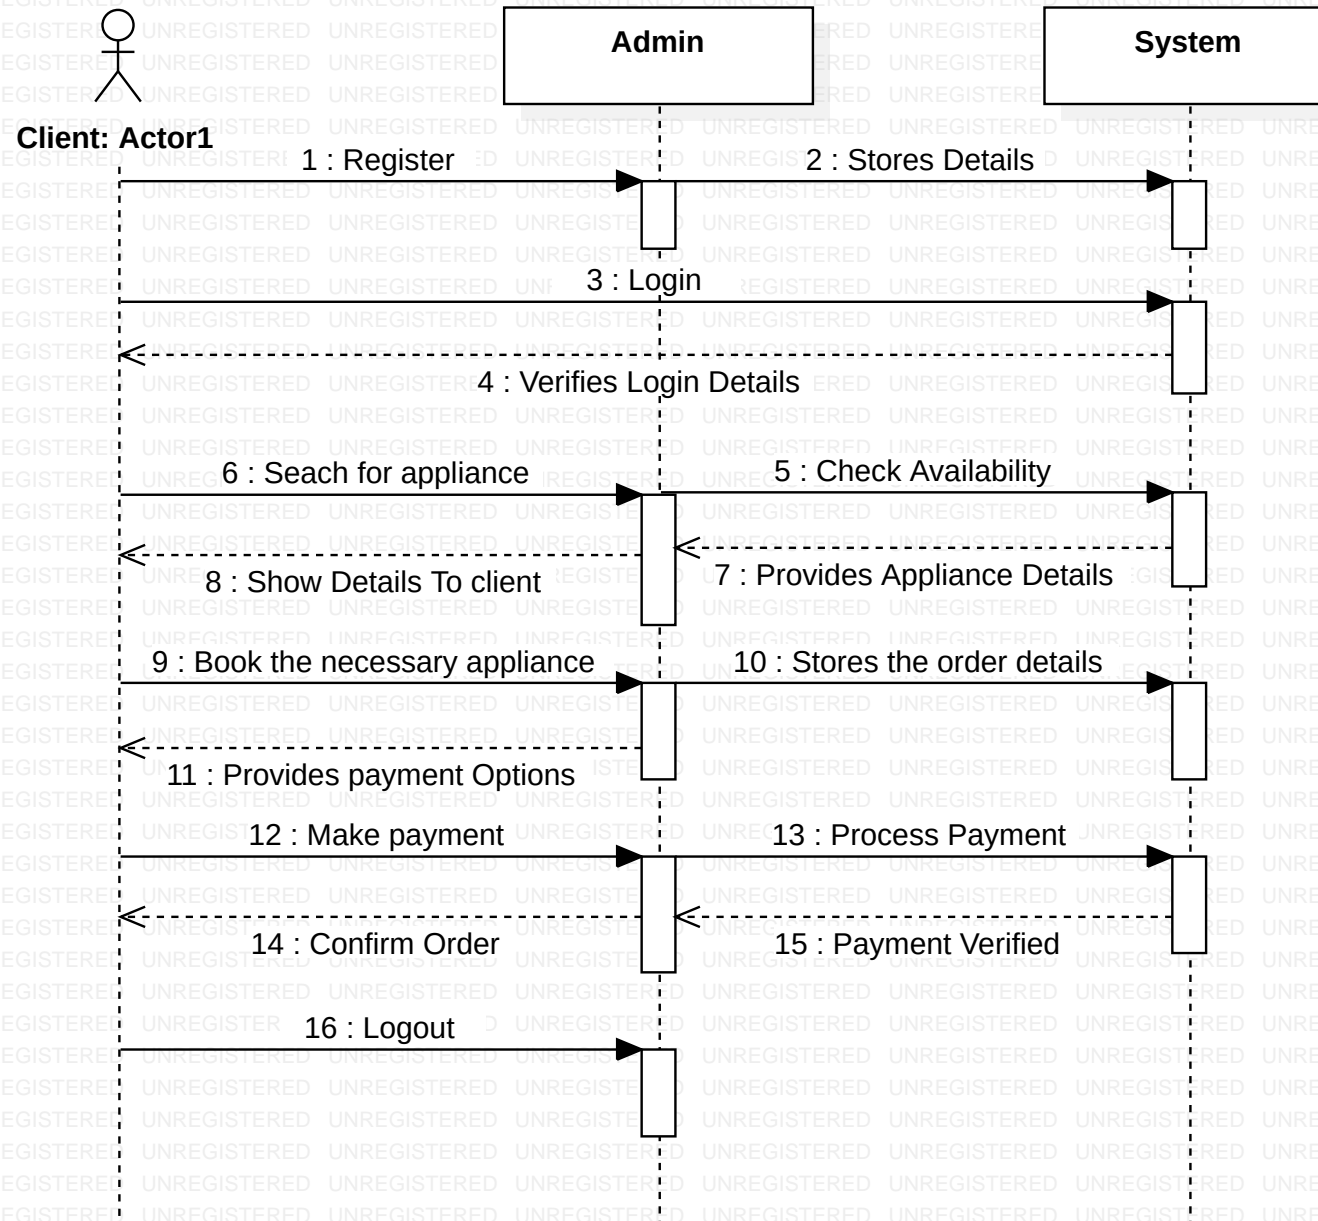 Admin
System
Client: Actor1
1 : Register
2 : Stores Details
3 : Login
4 : Verifies Login Details
6 : Seach for appliance
5 : Check Availability
8 : Show Details To client
7 : Provides Appliance Details
9 : Book the necessary appliance
10 : Stores the order details
11 : Provides payment Options
12 : Make payment
13 : Process Payment
14 : Confirm Order
15 : Payment Verified
16 : Logout
UNREGISTERED